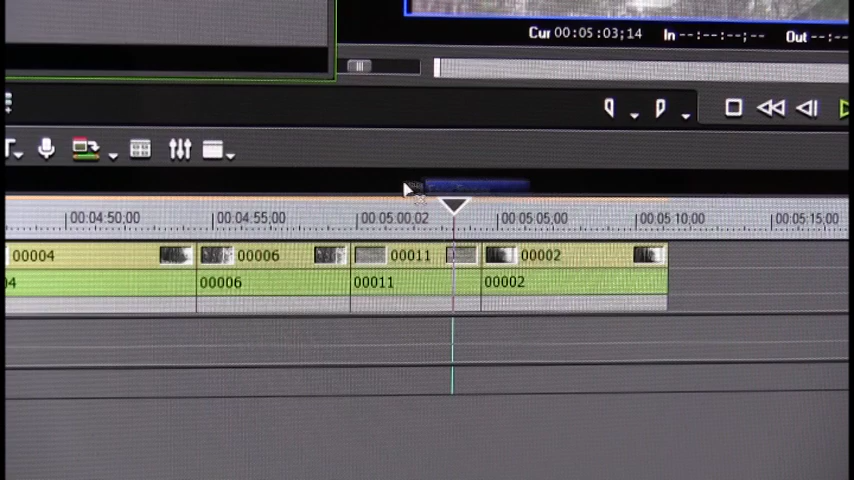 Cur 00:05:03;14 In --:--:--;-- Out --:--
00:04:50;00 00:04:55;00 00:05:00;02 00:05:05;00 00:05:10;00 00:05:15;00
00004 00006 00011 00002
04 00006 00011 00002